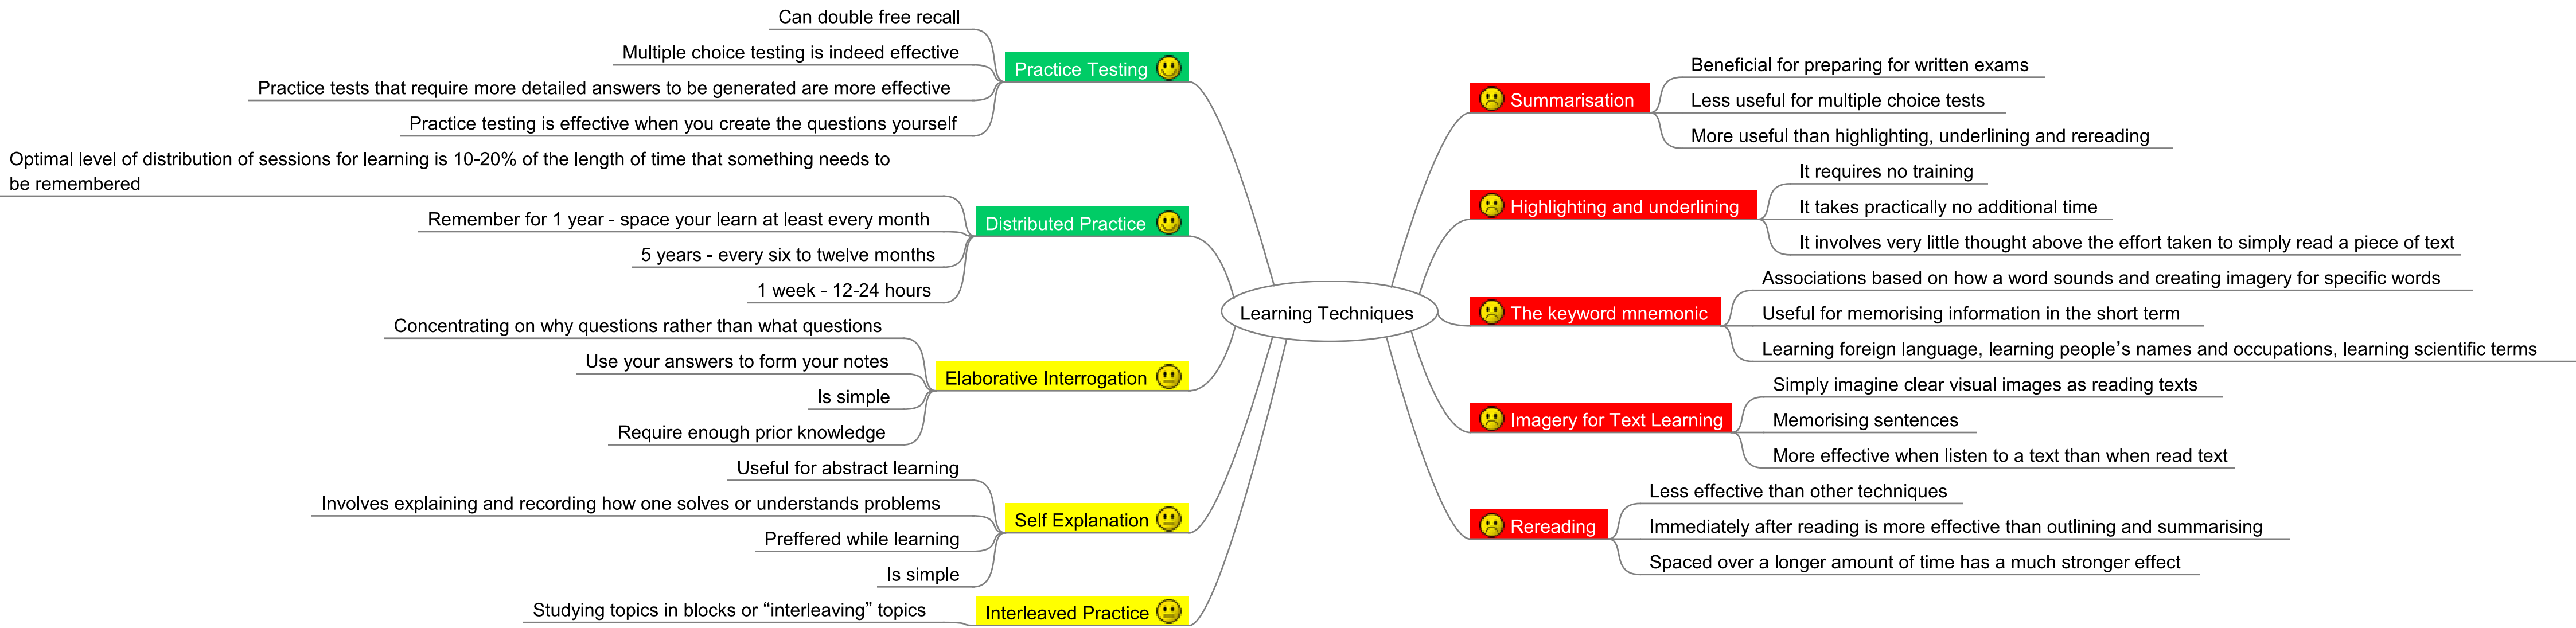 Learning Techniques
Practice Testing
Can double free recall
Multiple choice testing is indeed effective
Practice tests that require more detailed answers to be generated are more effective
Practice testing is effective when you create the questions yourself
Distributed Practice
Optimal level of distribution of sessions for learning is 10-20% of the length of time that something needs to
be remembered
Remember for 1 year - space your learn at least every month
5 years - every six to twelve months
1 week - 12-24 hours
Elaborative Interrogation
Concentrating on why questions rather than what questions
Use your answers to form your notes
Is simple
Require enough prior knowledge
Self Explanation
Useful for abstract learning
Involves explaining and recording how one solves or understands problems
Preffered while learning
Is simple
Interleaved Practice
Studying topics in blocks or “interleaving” topics
Summarisation
Beneficial for preparing for written exams
Less useful for multiple choice tests
More useful than highlighting, underlining and rereading
Highlighting and underlining
It requires no training
It takes practically no additional time
It involves very little thought above the effort taken to simply read a piece of text
The keyword mnemonic
Associations based on how a word sounds and creating imagery for specific words
Useful for memorising information in the short term
Learning foreign language, learning people’s names and occupations, learning scientific terms
Imagery for Text Learning
Simply imagine clear visual images as reading texts
Memorising sentences
More effective when listen to a text than when read text
Rereading
Less effective than other techniques
Immediately after reading is more effective than outlining and summarising
Spaced over a longer amount of time has a much stronger effect